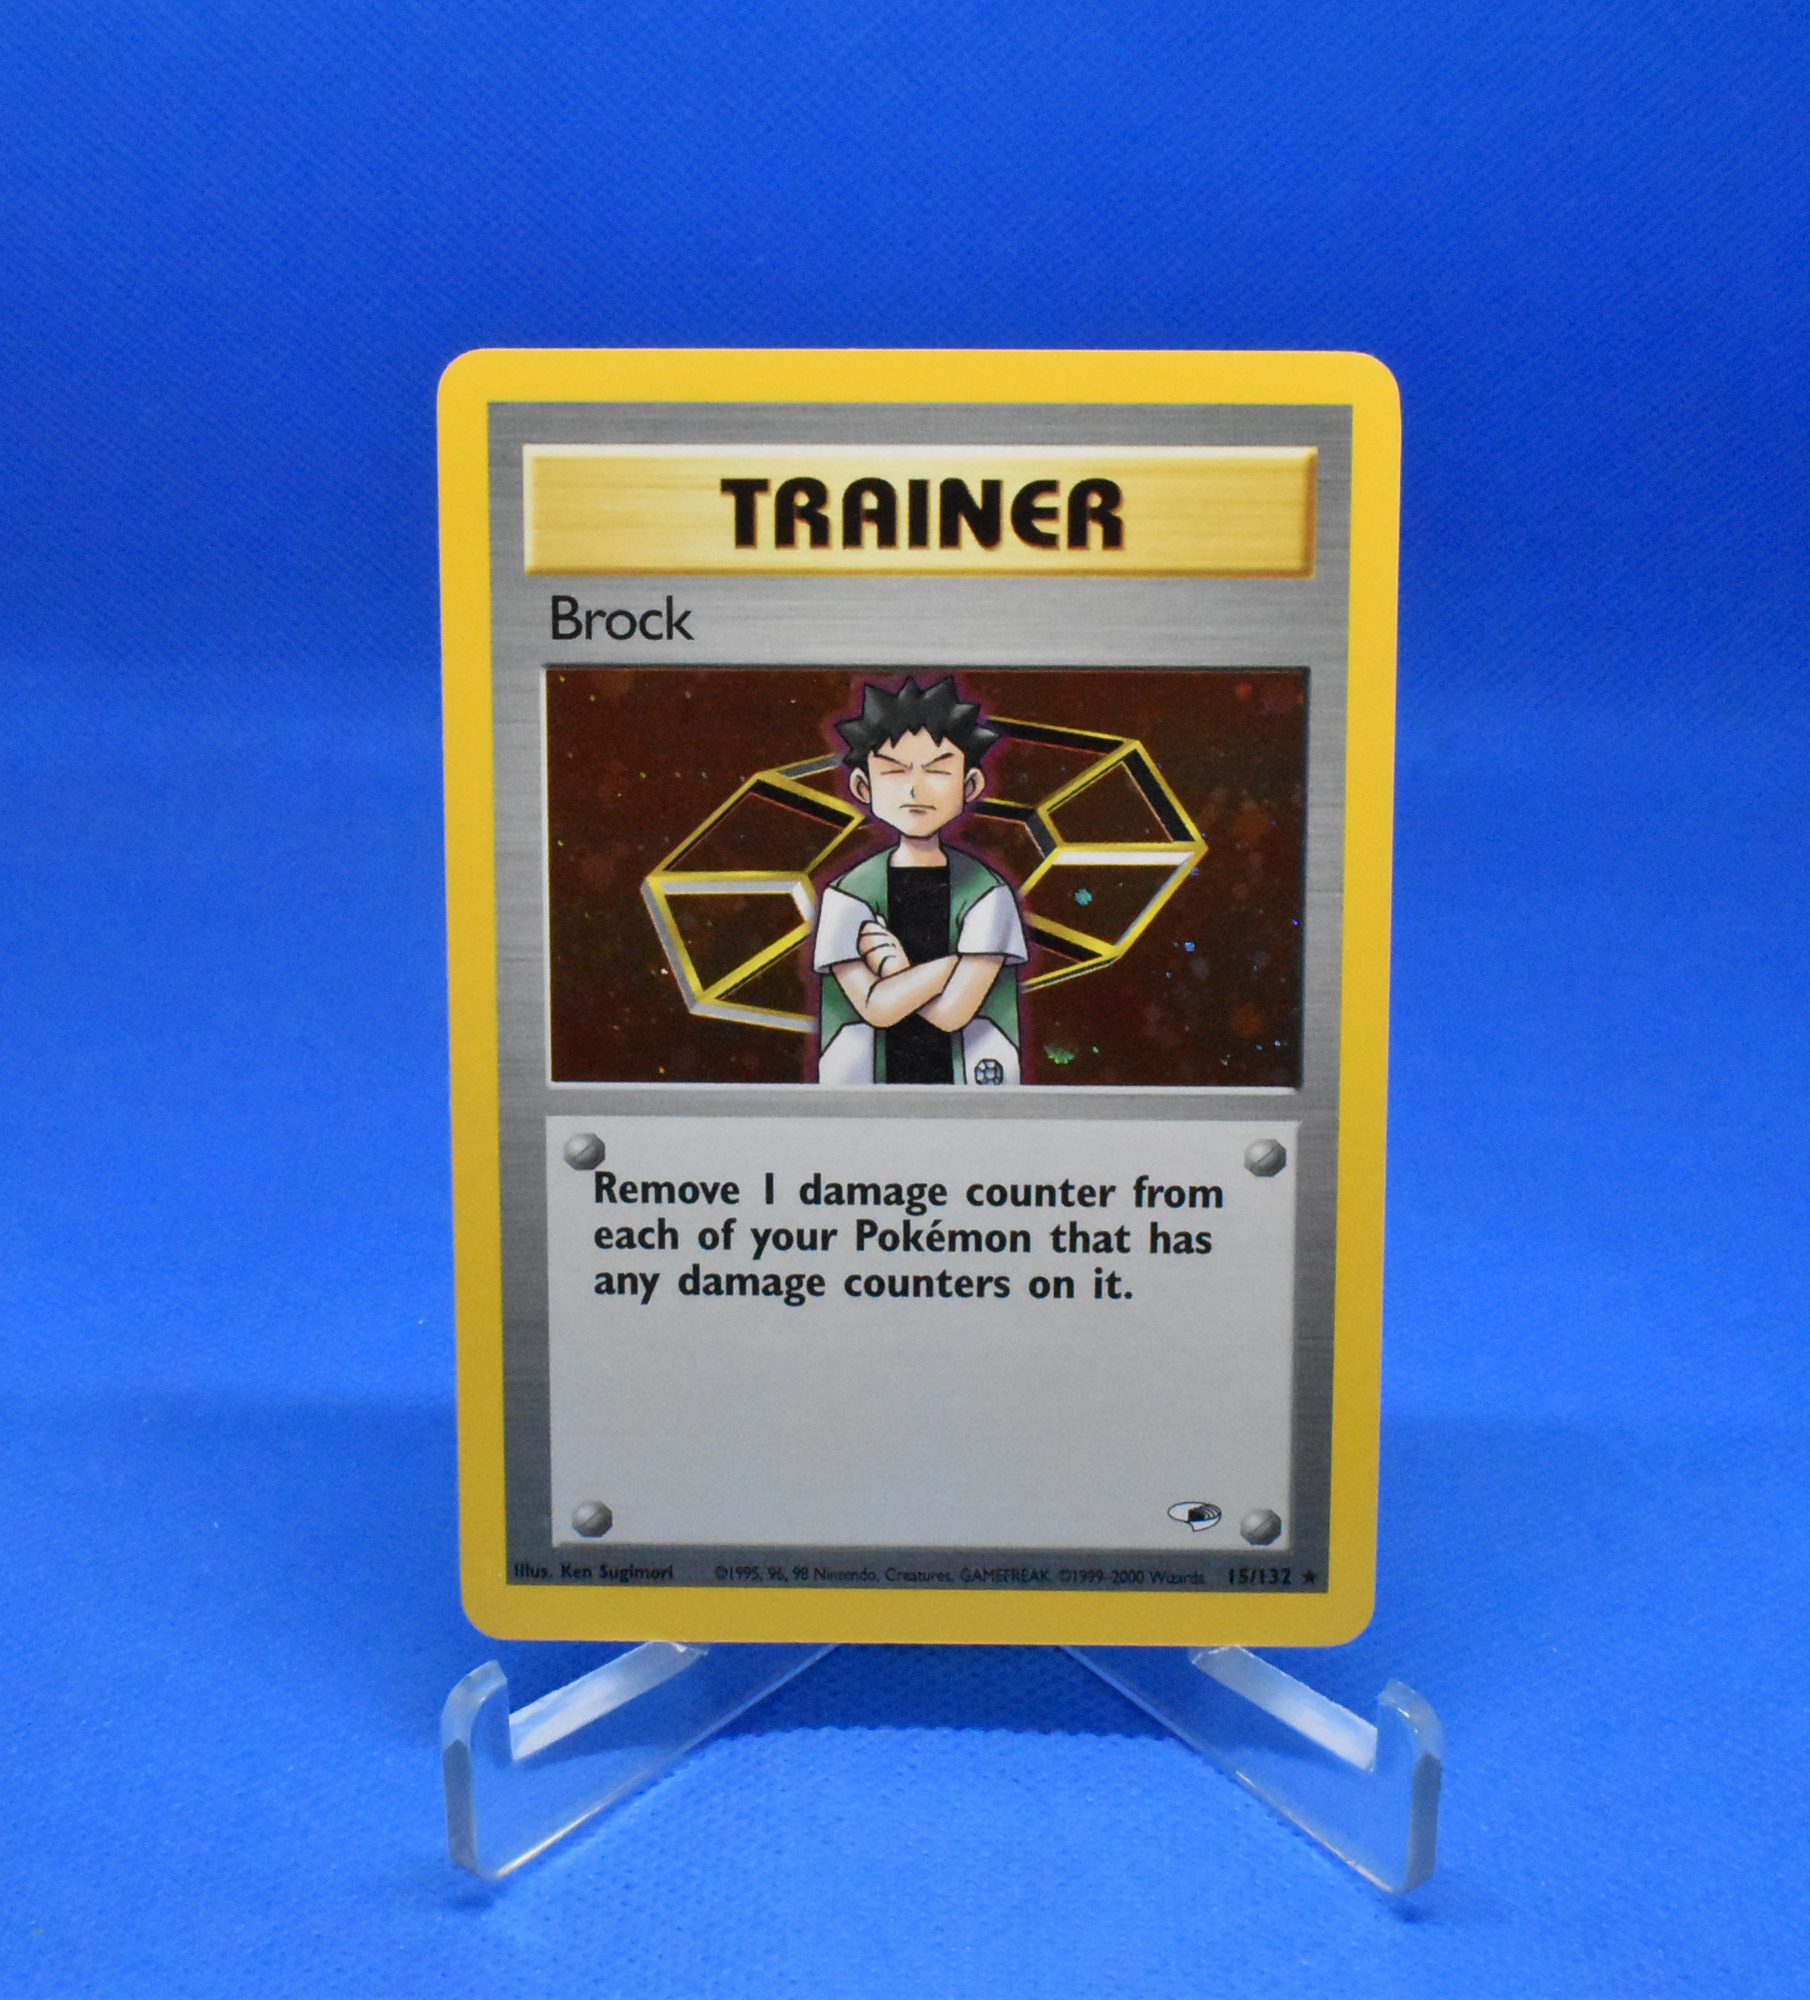 TRAINER
Brock
Remove 1 damage counter from
each of your Pokémon that has
any damage counters on it.
Illus. Ken Sugimori ©1995, 96, 98 Nintendo, Creatures, GAMEFREAK. ©1999-2000 Wizards. 15/132 ★